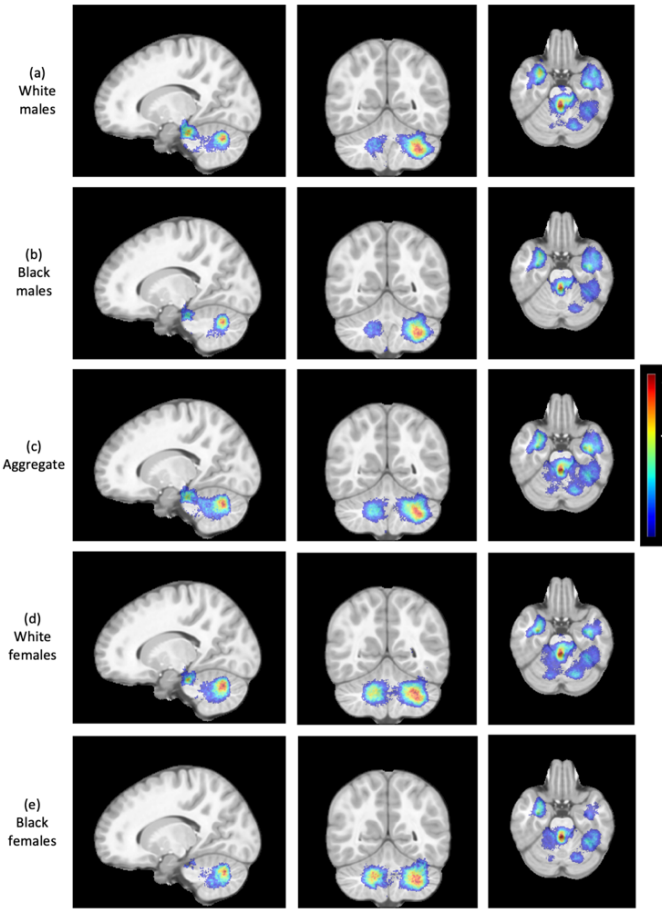 (a)
White
males
(b)
Black
males
(c)
Aggregate
(d)
White
females
(e)
Black
females